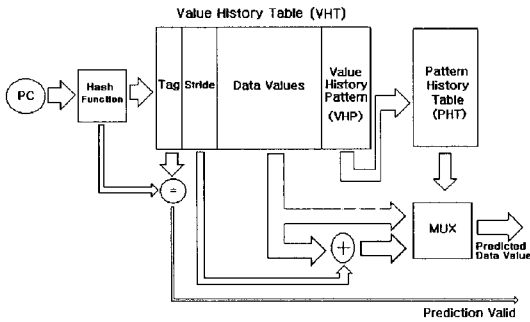 Value History Table (VHT)
PC
Hash
Function
Tag
Stride
Data Values
Value
History
Pattern
(VHP)
Pattern
History
Table
(PHT)
=
+
MUX
Predicted
Data Value
Prediction Valid